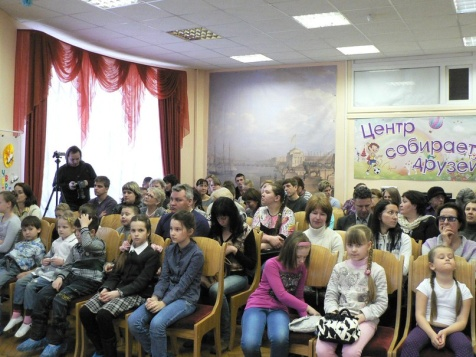 Центр
собирает
друзей